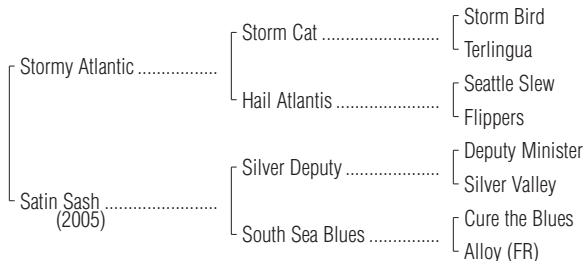 Storm Bird
Storm Cat ........................
Terlingua
Stormy Atlantic ................
Seattle Slew
Hail Atlantis .....................
Flippers
Deputy Minister
Silver Deputy ...................
Silver Valley
Satin Sash .......................
(2005)
Cure the Blues
South Sea Blues ..............
Alloy (FR)